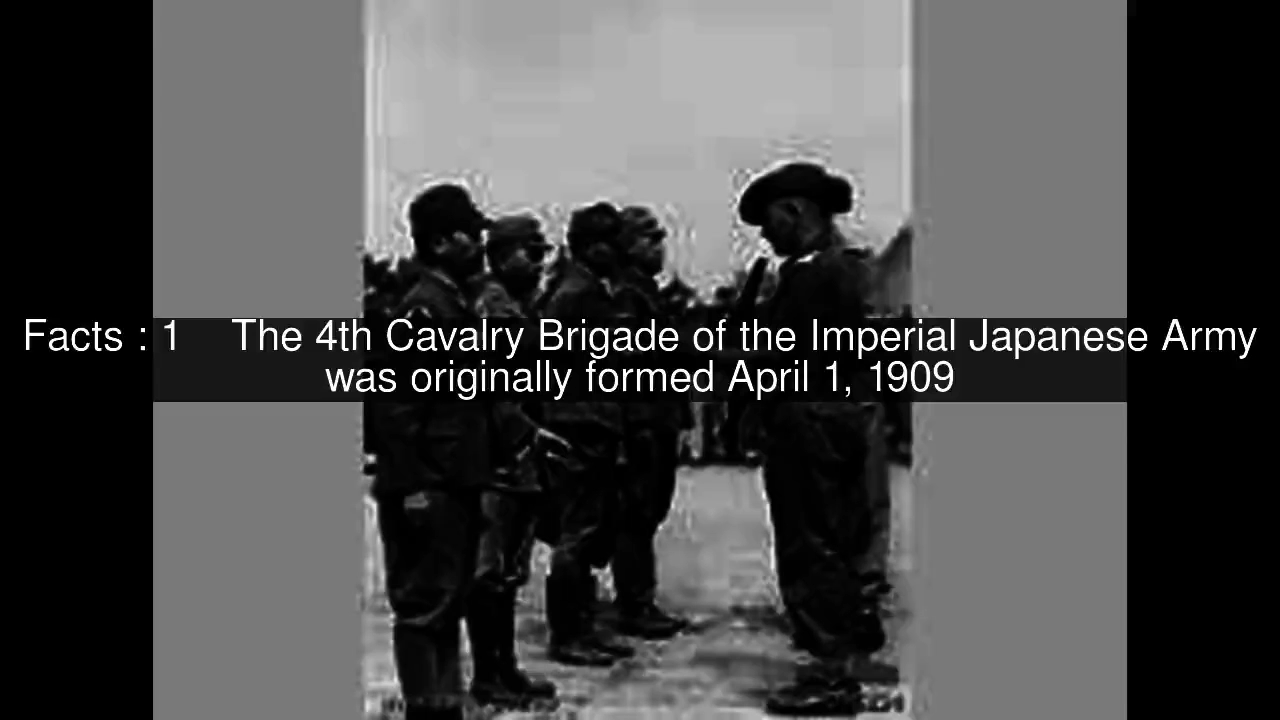 Facts : 1 The 4th Cavalry Brigade of the Imperial Japanese Army
was originally formed April 1, 1909